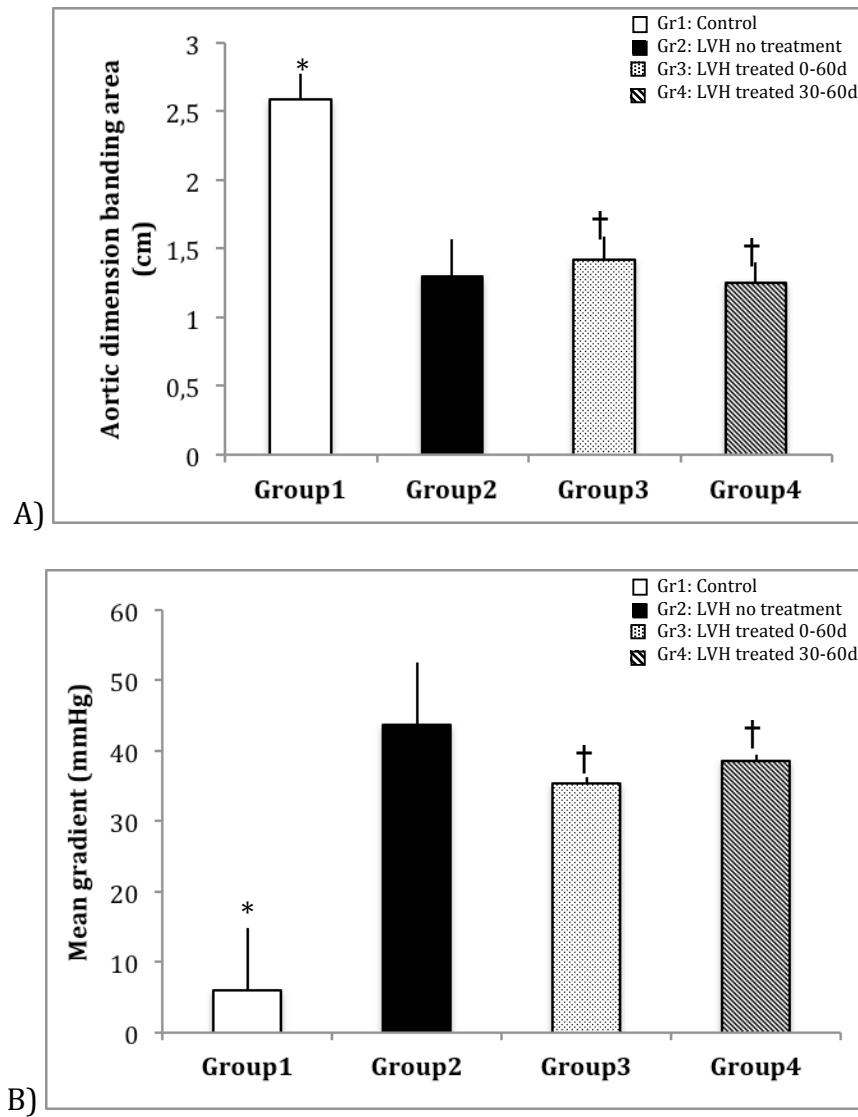 Gr1: Control
Gr2: LVH no treatment
Gr3: LVH treated 0-60d
Gr4: LVH treated 30-60d
Aortic dimension banding area
(cm)
3
2,5
2
1,5
1
0,5
0
*
†
†
Group1 Group2 Group3 Group4
A)
Gr1: Control
Gr2: LVH no treatment
Gr3: LVH treated 0-60d
Gr4: LVH treated 30-60d
Mean gradient (mmHg)
60
50
40
30
20
10
0
*
†
†
Group1 Group2 Group3 Group4
B)